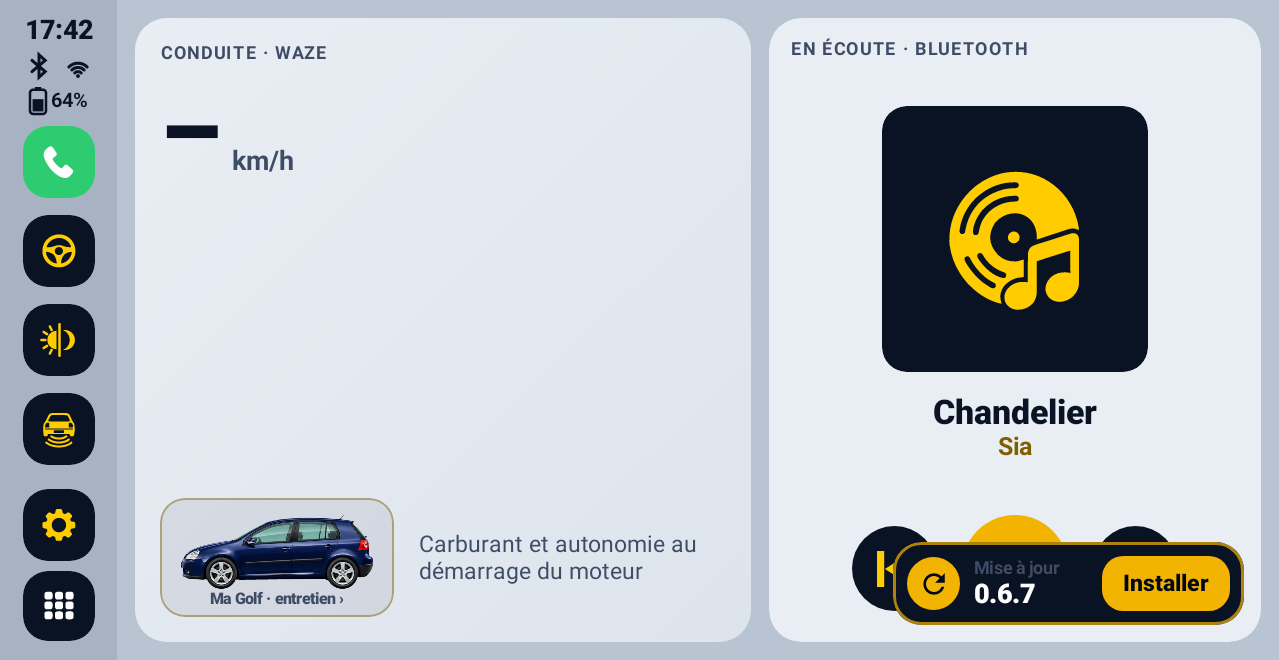 17:42
64%
CONDUITE · WAZE
km/h
Ma Golf · entretien ›
Carburant et autonomie au
démarrage du moteur
EN ÉCOUTE · BLUETOOTH
Chandelier
Sia
Mise à jour
0.6.7
Installer